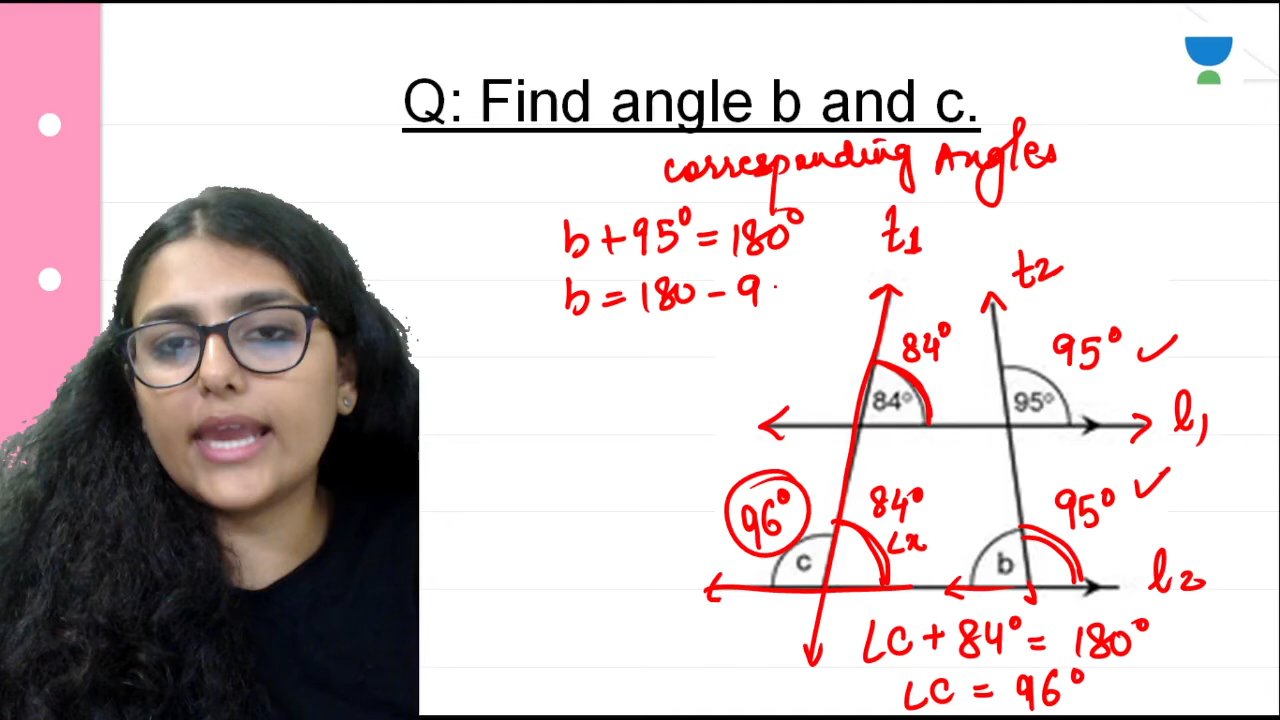 Q: Find angle b and c.
corresponding Angles
b + 95° = 180°
b = 180 - 9
t1
t2
84°
95°
84°
95°
l1
96°
84°
∠x
95°
c
b
l2
∠C + 84° = 180°
∠C = 96°